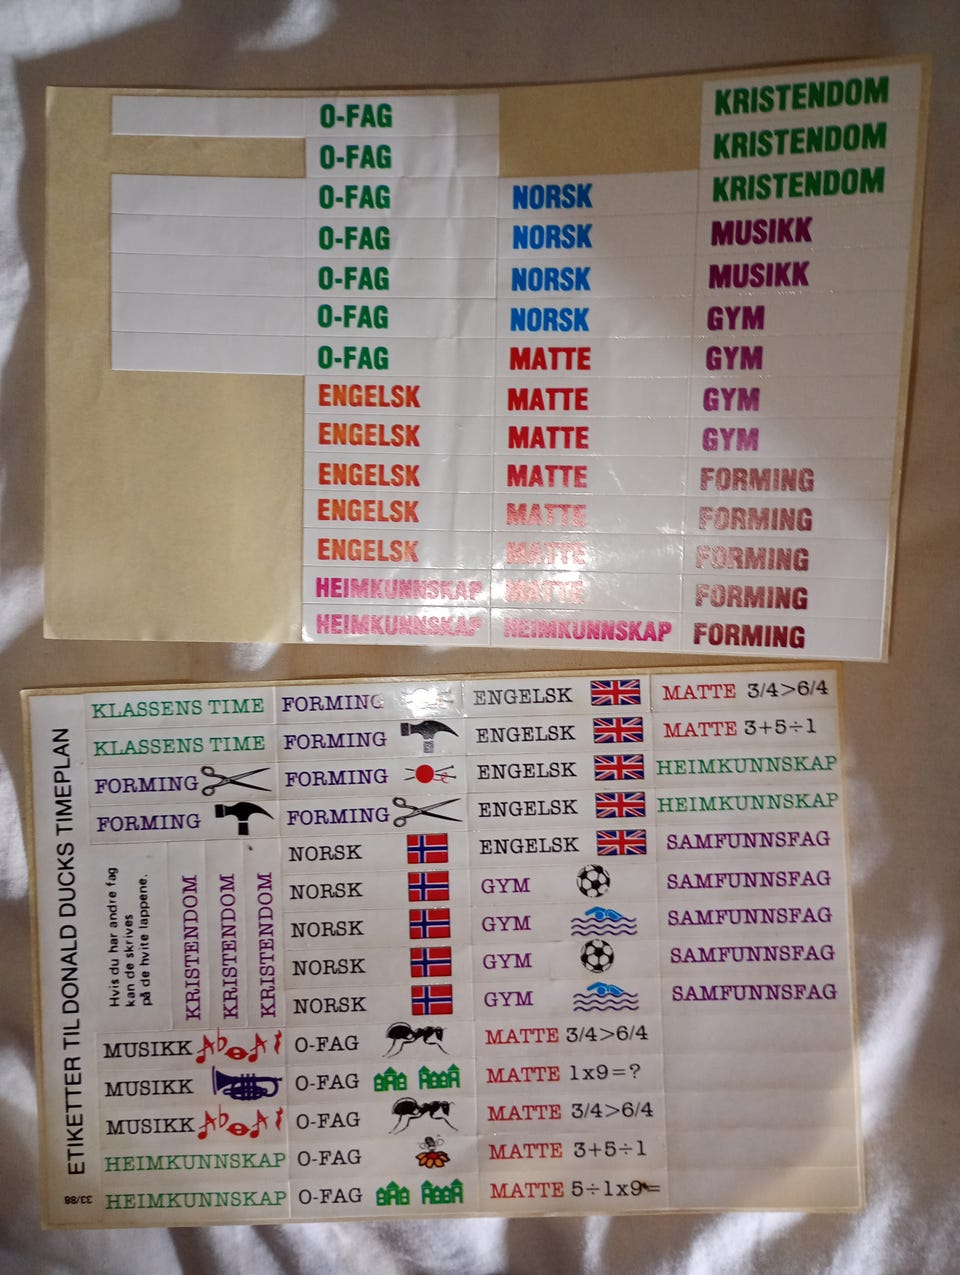 O-FAG
O-FAG
O-FAG
O-FAG
O-FAG
O-FAG
O-FAG
ENGELSK
ENGELSK
ENGELSK
ENGELSK
ENGELSK
HEIMKUNNSKAP
HEIMKUNNSKAP
NORSK
NORSK
NORSK
NORSK
MATTE
MATTE
MATTE
MATTE
MATTE
MATTE
HEIMKUNNSKAP
KRISTENDOM
KRISTENDOM
KRISTENDOM
MUSIKK
MUSIKK
GYM
GYM
GYM
GYM
FORMING
FORMING
FORMING
FORMING
FORMING
ETIKETTER TIL DONALD DUCKS TIMEPLAN
33/88
KLASSENS TIME
KLASSENS TIME
FORMING
FORMING
Hvis du har andre fag
kan de skrives
på de hvite lappene.
KRISTENDOM
KRISTENDOM
KRISTENDOM
MUSIKK
MUSIKK
MUSIKK
HEIMKUNNSKAP
HEIMKUNNSKAP
FORMING
FORMING
FORMING
FORMING
NORSK
NORSK
NORSK
NORSK
NORSK
O-FAG
O-FAG
O-FAG
O-FAG
O-FAG
ENGELSK
ENGELSK
ENGELSK
ENGELSK
ENGELSK
GYM
GYM
GYM
GYM
MATTE 3/4>6/4
MATTE 1x9=?
MATTE 3/4>6/4
MATTE 3+5÷1
MATTE 5÷1x9=
MATTE 3/4>6/4
MATTE 3+5÷1
HEIMKUNNSKAP
HEIMKUNNSKAP
SAMFUNNSFAG
SAMFUNNSFAG
SAMFUNNSFAG
SAMFUNNSFAG
SAMFUNNSFAG